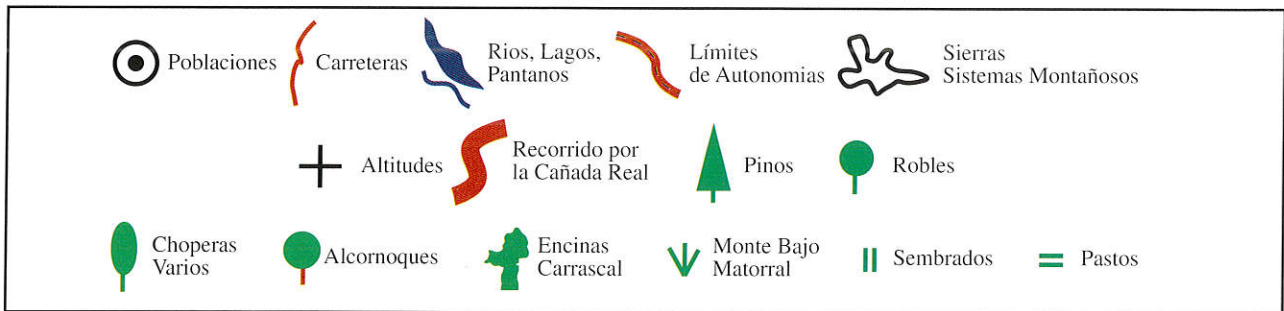 Poblaciones
Carreteras
Rios, Lagos,
Pantanos
Límites
de Autonomias
Sierras
Sistemas Montañosos
Altitudes
Recorrido por
la Cañada Real
Pinos
Robles
Choperas
Varios
Alcornoques
Encinas
Carrascal
Monte Bajo
Matorral
Sembrados
Pastos